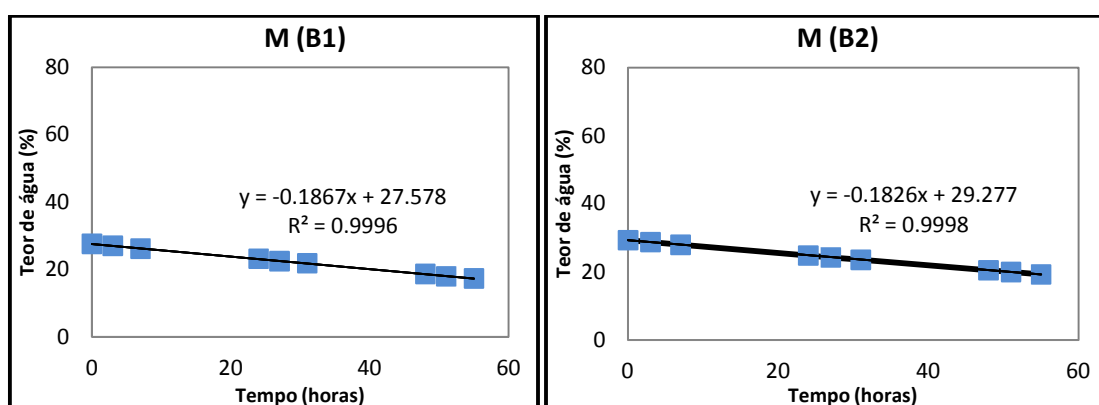 M (B1)
80
60
40
20
0
Teor de água (%)
y = -0.1867x + 27.578
R² = 0.9996
0 20 40 60
Tempo (horas)
M (B2)
80
60
40
20
0
Teor de água (%)
y = -0.1826x + 29.277
R² = 0.9998
0 20 40 60
Tempo (horas)